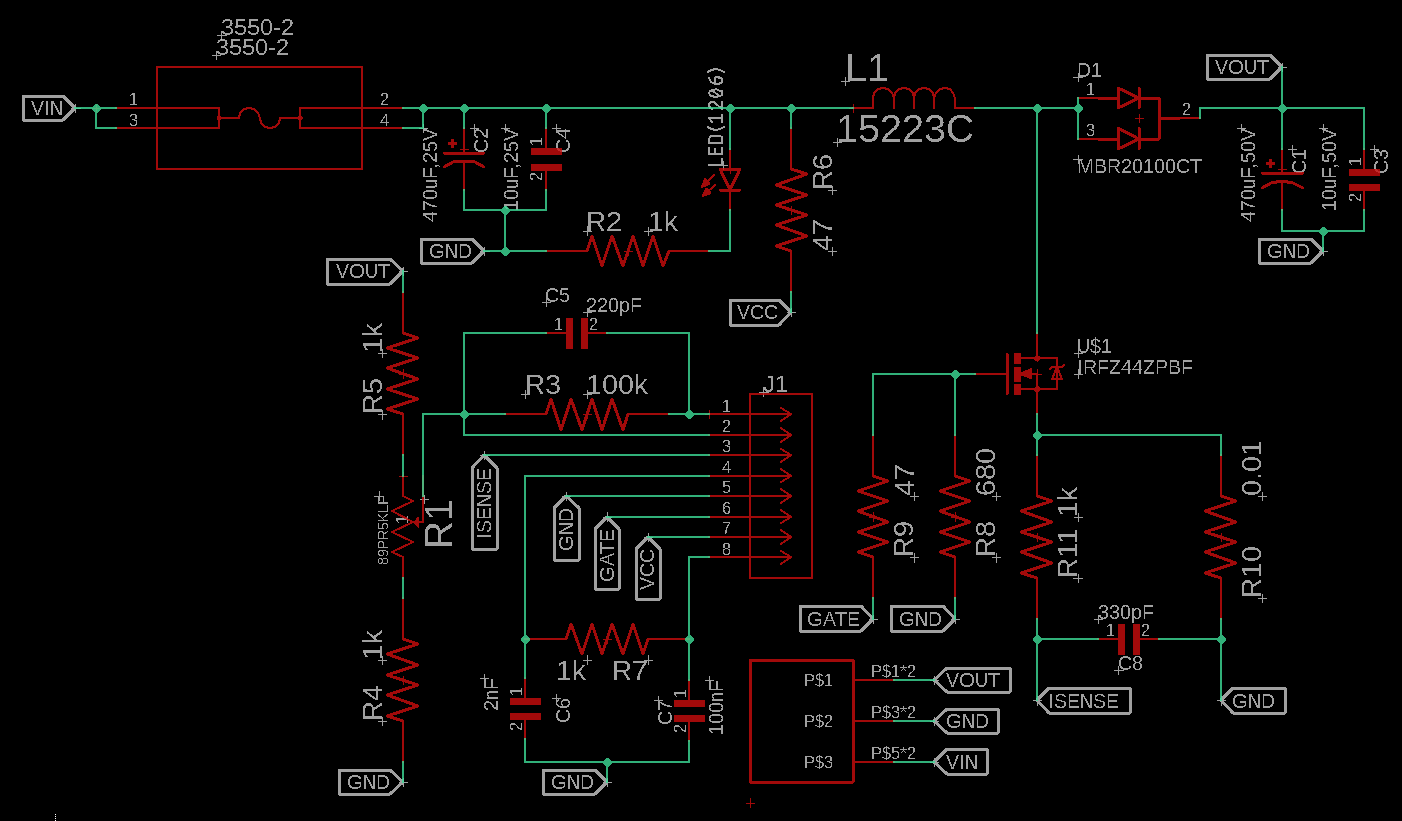 3550-2
3550-2
VIN
1
3
2
4
470uF,25V
C2
10uF,25V
1
2
C4
GND
R2
1k
LED(1206)
R6
47
VCC
L1
15223C
D1
1
3
2
MBR20100CT
VOUT
470uF,50V
C1
10uF,50V
1
2
C3
GND
VOUT
1k
R5
89PR5KLF
1
R1
1k
R4
GND
C5
220pF
1
2
R3
100k
J1
1
2
3
4
5
6
7
8
ISENSE
GND
GATE
VCC
1k
R7
2nF
1
2
C6
C7
1
2
100nF
GND
U$1
IRFZ44ZPBF
47
R9
GATE
680
R8
GND
1k
R11
0.01
R10
330pF
1
2
C8
ISENSE
GND
P$1
P$1*2
VOUT
P$2
P$3*2
GND
P$3
P$5*2
VIN